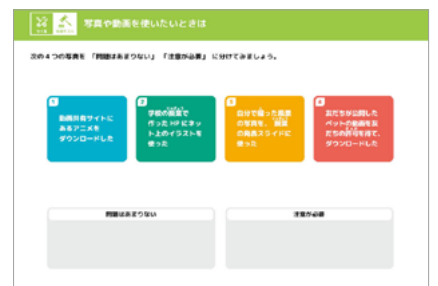 写真や動画を使いたいときは
次の4つの写真を 「問題はあまりない」 「注意が必要」 に分けてみましょう。
1
動画共有サイトに
あるアニメを
ダウンロードした
2
学校の授業で
作ったHPにネッ
ト上のイラストを
使った
3
自分で撮った風景
の写真を、授業
の発表スライドに
使った
4
友だちが公開した
ペットの動画を友
だちの許可を得て、
ダウンロードした
問題はあまりない
注意が必要